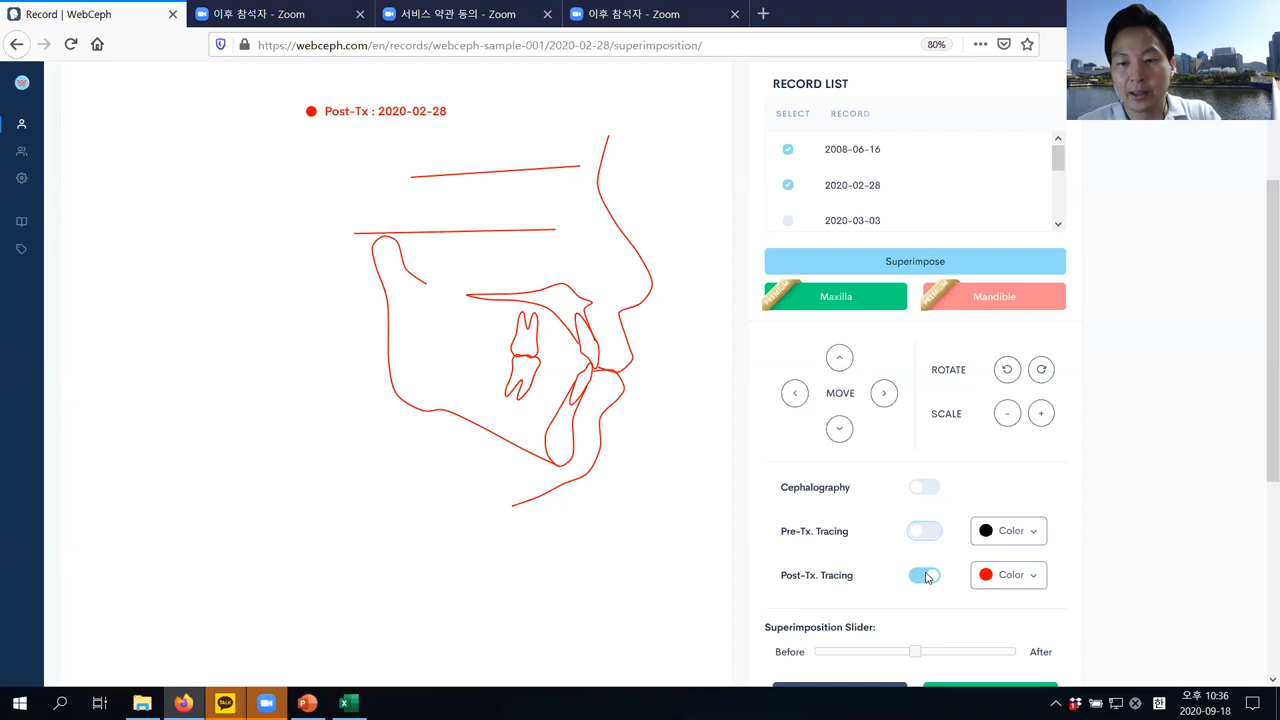 Record | WebCeph
이후 참석자 - Zoom
서비스 약관 동의 - Zoom
이후 참석자 - Zoom
https://webceph.com/en/records/webceph-sample-001/2020-02-28/superimposition/
80%
Post-Tx : 2020-02-28
RECORD LIST
SELECT RECORD
2008-06-16
2020-02-28
2020-03-03
Superimpose
PREMIUM Maxilla
PREMIUM Mandible
MOVE
ROTATE
SCALE
Cephalography
Pre-Tx. Tracing
Color
Post-Tx. Tracing
Color
Superimposition Slider:
Before
After
TALK
한
오후 10:36
2020-09-18